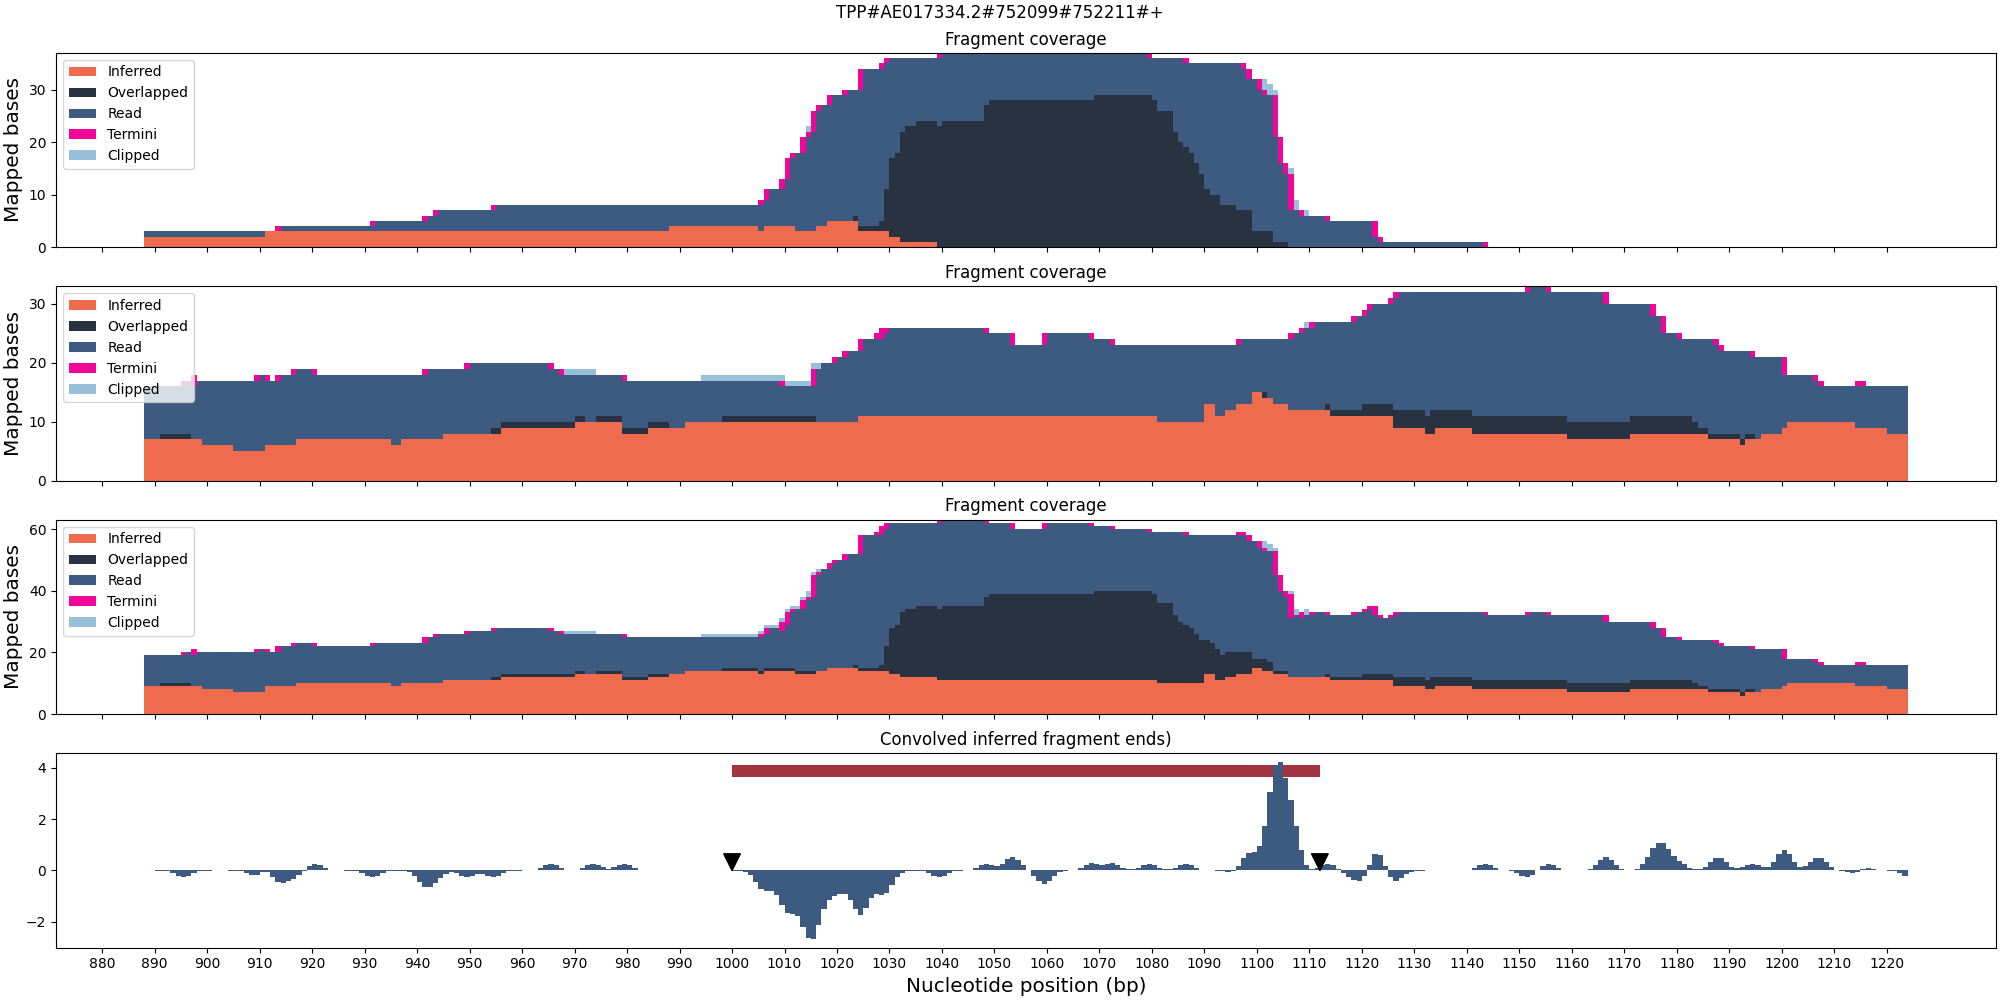 TPP#AE017334.2#752099#752211#+
Fragment coverage
Mapped bases
30
20
10
0
Inferred
Overlapped
Read
Termini
Clipped
Fragment coverage
Mapped bases
30
20
10
0
Inferred
Overlapped
Read
Termini
Clipped
Fragment coverage
Mapped bases
60
40
20
0
Inferred
Overlapped
Read
Termini
Clipped
Convolved inferred fragment ends)
4
2
0
−2
880 890 900 910 920 930 940 950 960 970 980 990 1000 1010 1020 1030 1040 1050 1060 1070 1080 1090 1100 1110 1120 1130 1140 1150 1160 1170 1180 1190 1200 1210 1220
Nucleotide position (bp)